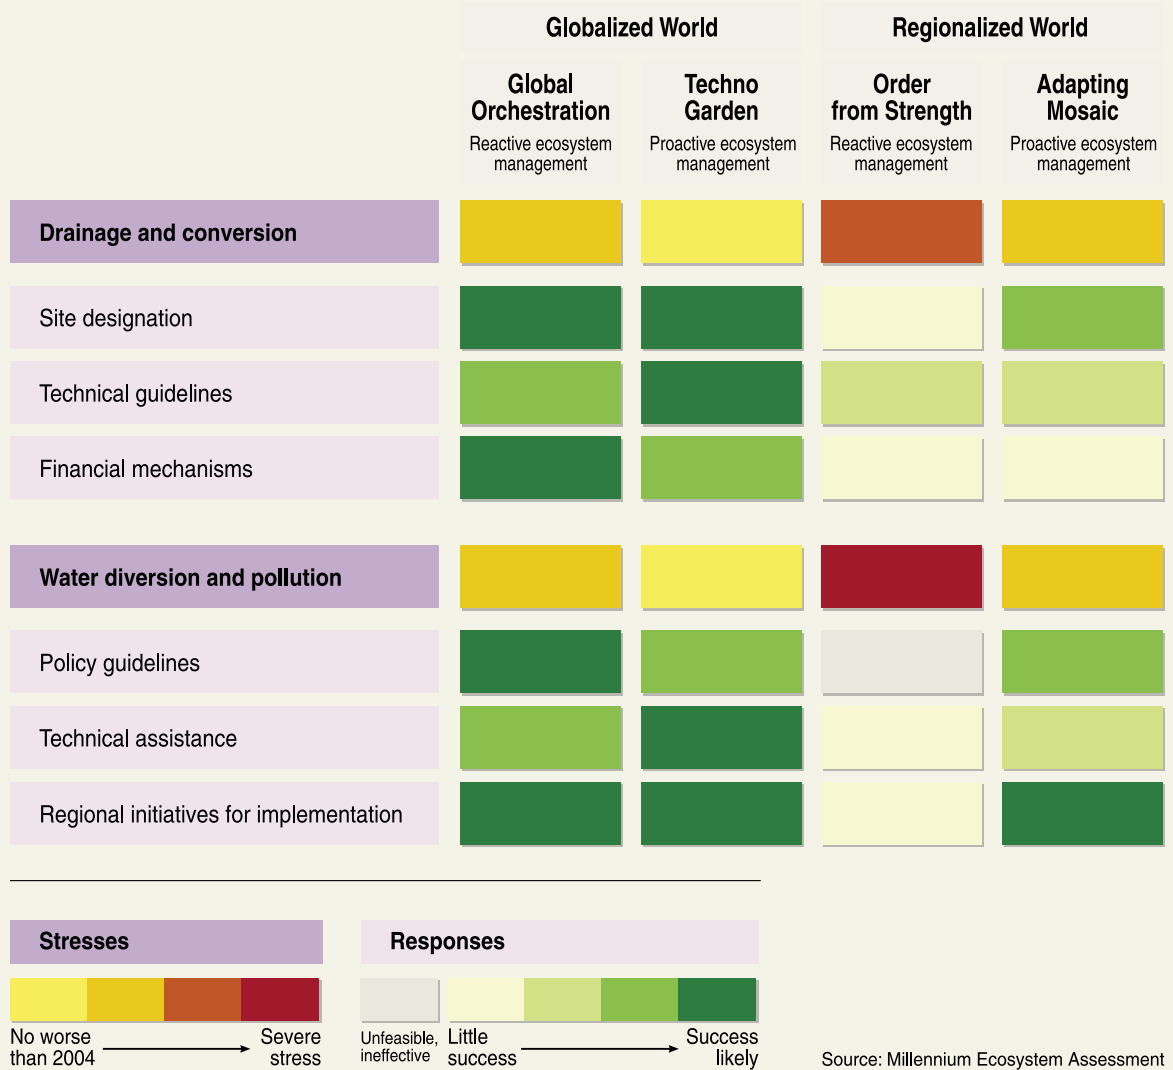 Globalized World
Regionalized World
Global
Orchestration
Reactive ecosystem
management
Techno
Garden
Proactive ecosystem
management
Order
from Strength
Reactive ecosystem
management
Adapting
Mosaic
Proactive ecosystem
management
Drainage and conversion
Site designation
Technical guidelines
Financial mechanisms
Water diversion and pollution
Policy guidelines
Technical assistance
Regional initiatives for implementation
Stresses
No worse
than 2004
Severe
stress
Responses
Unfeasible,
ineffective
Little
success
Success
likely
Source: Millennium Ecosystem Assessment